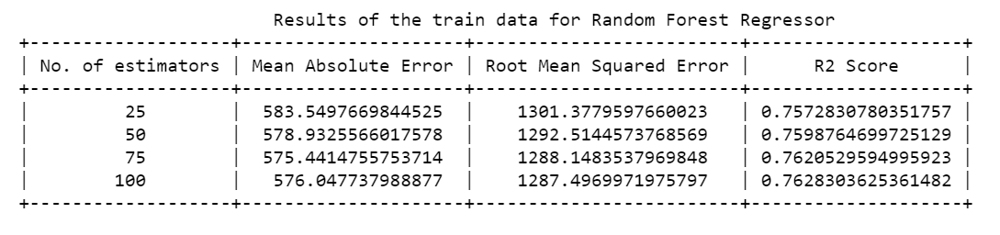 Results of the train data for Random Forest Regressor
+-------------------+---------------------+-------------------------+--------------------+
| No. of estimators | Mean Absolute Error | Root Mean Squared Error |      R2 Score      |
+-------------------+---------------------+-------------------------+--------------------+
|         25        |  583.5497669844525  |    1301.3779597660023   | 0.7572830780351757 |
|         50        |  578.9325566017578  |    1292.5144573768569   | 0.7598764699725129 |
|         75        |  575.4414755753714  |    1288.1483537969848   | 0.7620529594995923 |
|        100        |   576.047737988877  |    1287.4969971975797   | 0.7628303625361482 |
+-------------------+---------------------+-------------------------+--------------------+